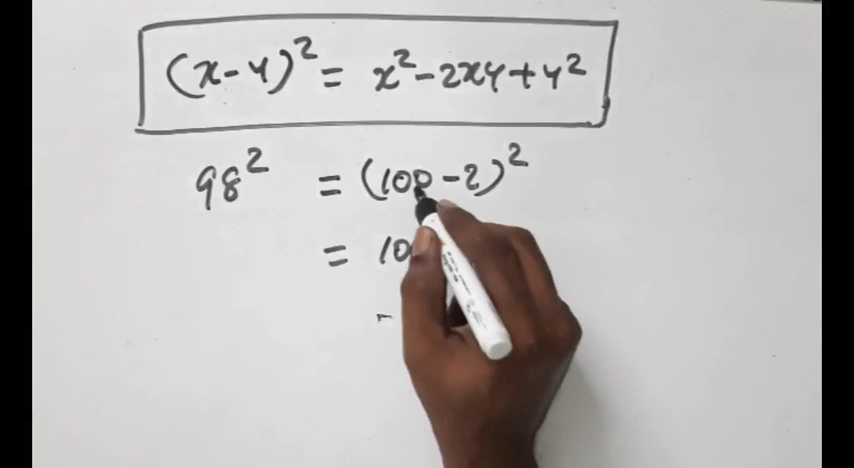 (x-y)² = x²-2xy+y²
98² = (100-2)²
= 10
-